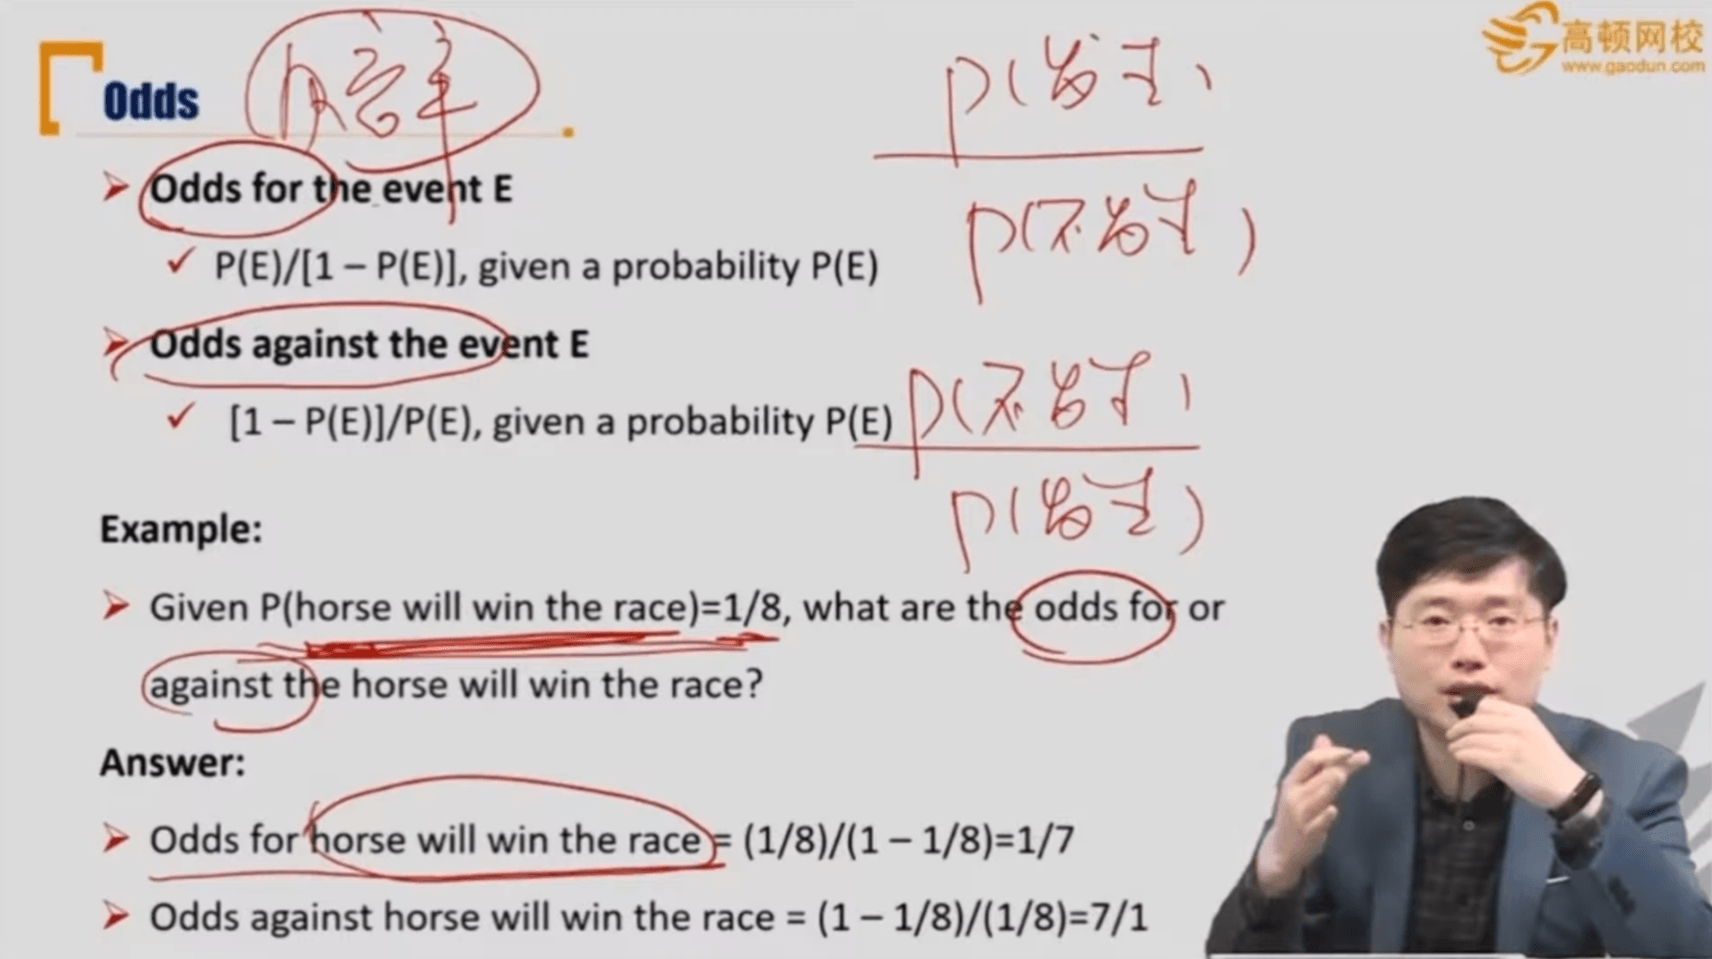 高顿网校
www.gaodun.com
Odds
赔率
P(发生)
Odds for the event E
P(不发生)
P(E)/[1 – P(E)], given a probability P(E)
Odds against the event E
P(不发生)
[1 – P(E)]/P(E), given a probability P(E)
P(发生)
Example:
Given P(horse will win the race)=1/8, what are the odds for or
against the horse will win the race?
Answer:
Odds for horse will win the race = (1/8)/(1 – 1/8)=1/7
Odds against horse will win the race = (1 – 1/8)/(1/8)=7/1